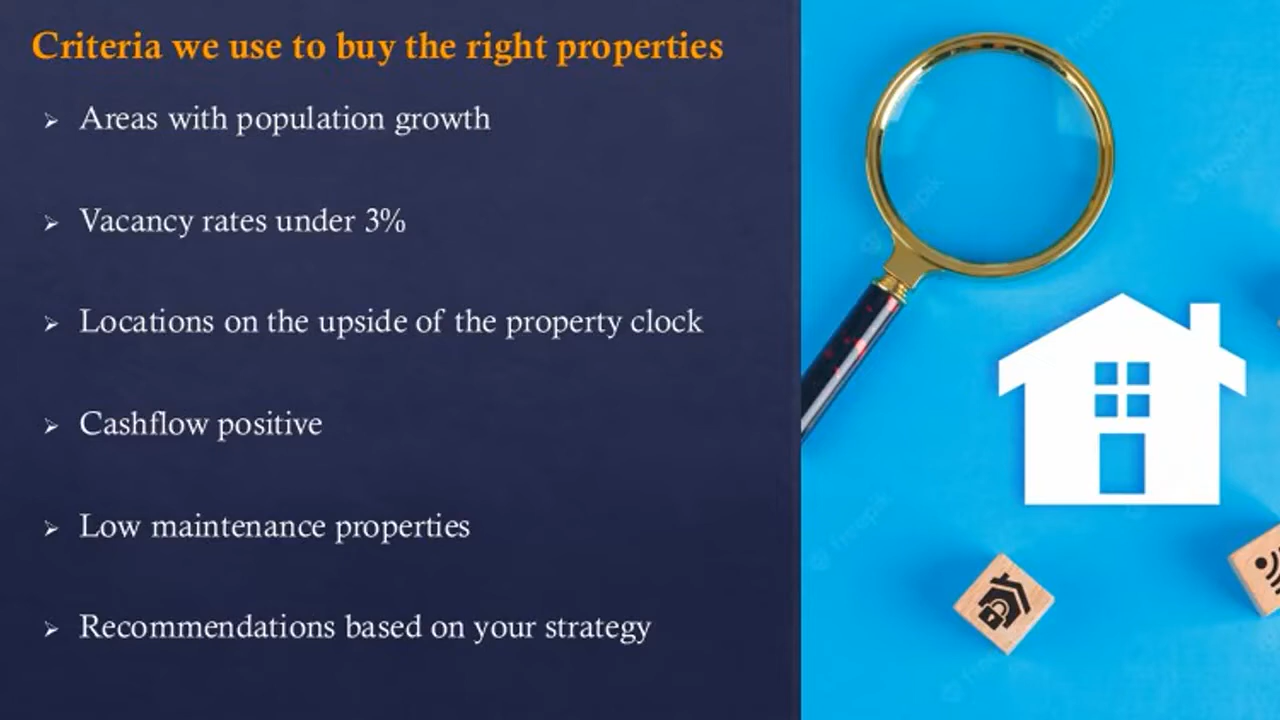 Criteria we use to buy the right properties
Areas with population growth
Vacancy rates under 3%
Locations on the upside of the property clock
Cashflow positive
Low maintenance properties
Recommendations based on your strategy